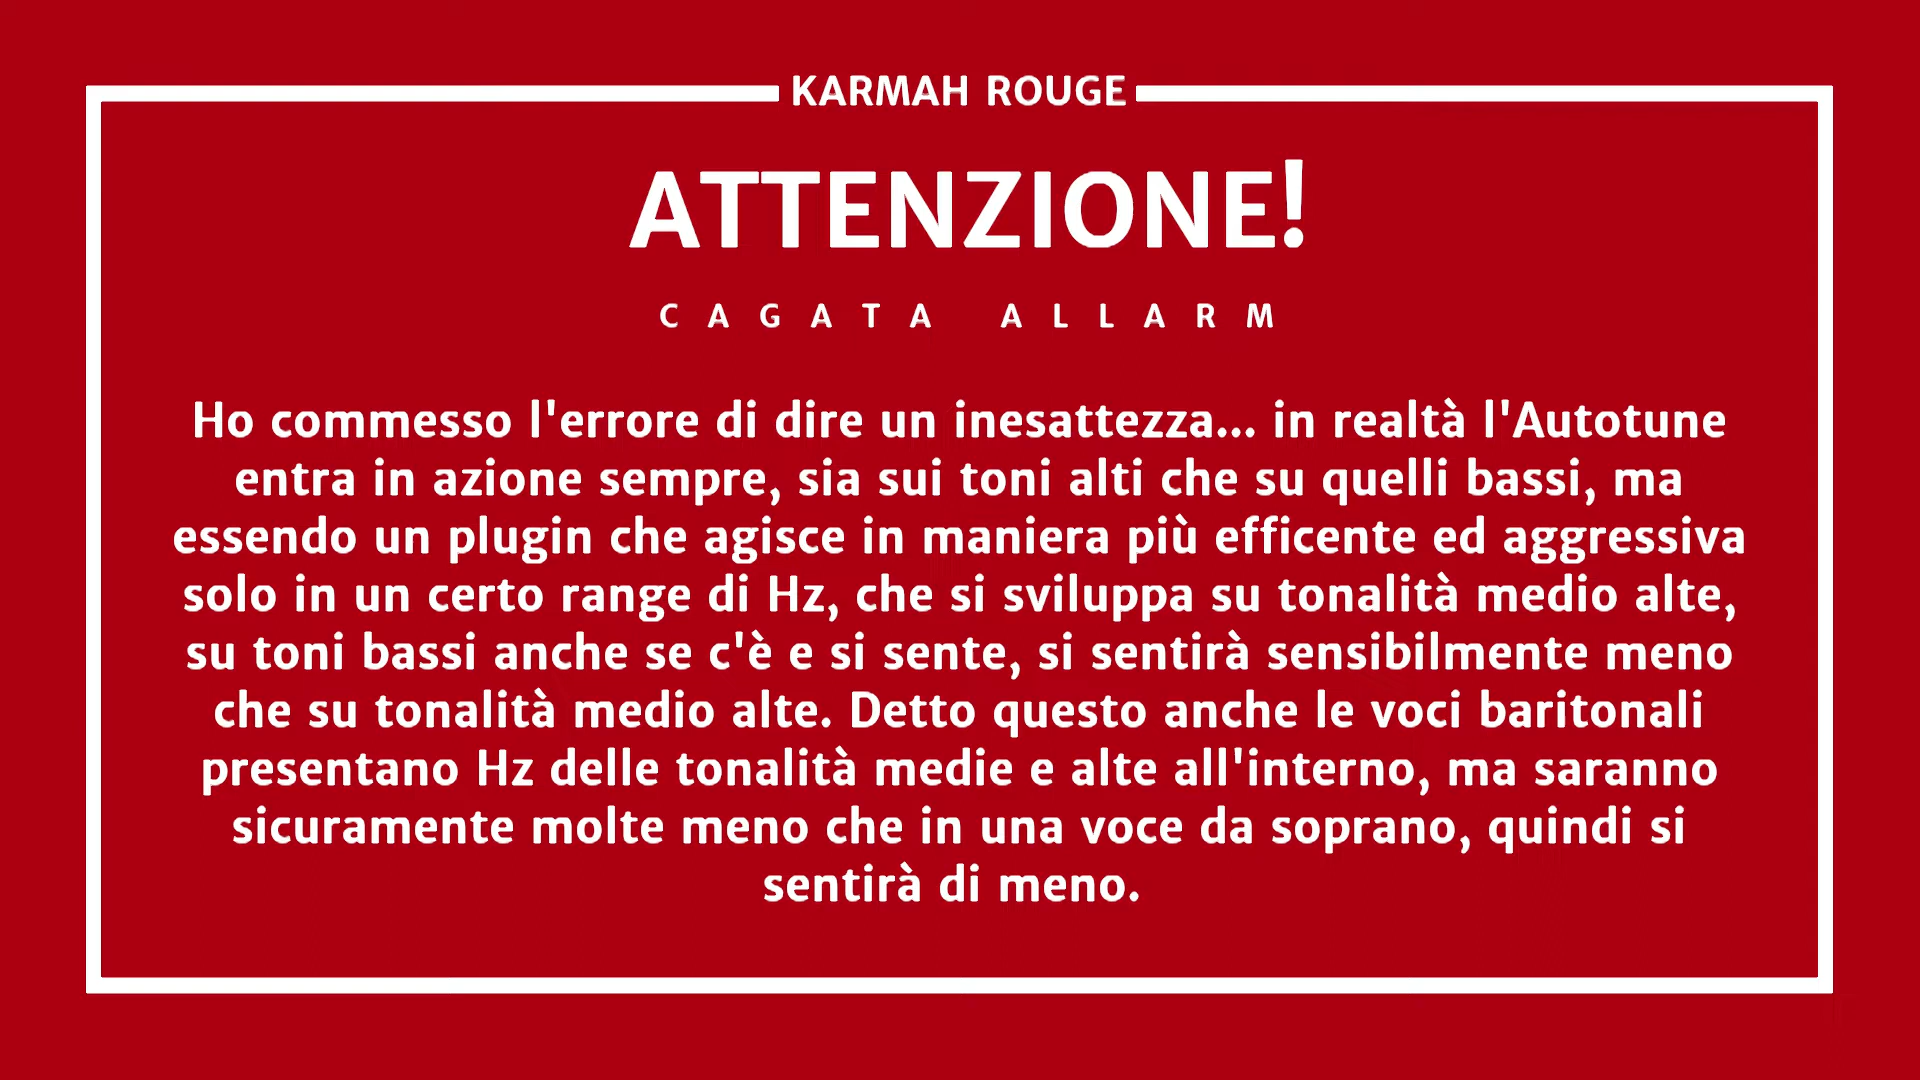 KARMAH ROUGE
ATTENZIONE!
CAGATA ALLARM
Ho commesso l'errore di dire un inesattezza... in realtà l'Autotune
entra in azione sempre, sia sui toni alti che su quelli bassi, ma
essendo un plugin che agisce in maniera più efficente ed aggressiva
solo in un certo range di Hz, che si sviluppa su tonalità medio alte,
su toni bassi anche se c'è e si sente, si sentirà sensibilmente meno
che su tonalità medio alte. Detto questo anche le voci baritonali
presentano Hz delle tonalità medie e alte all'interno, ma saranno
sicuramente molte meno che in una voce da soprano, quindi si
sentirà di meno.